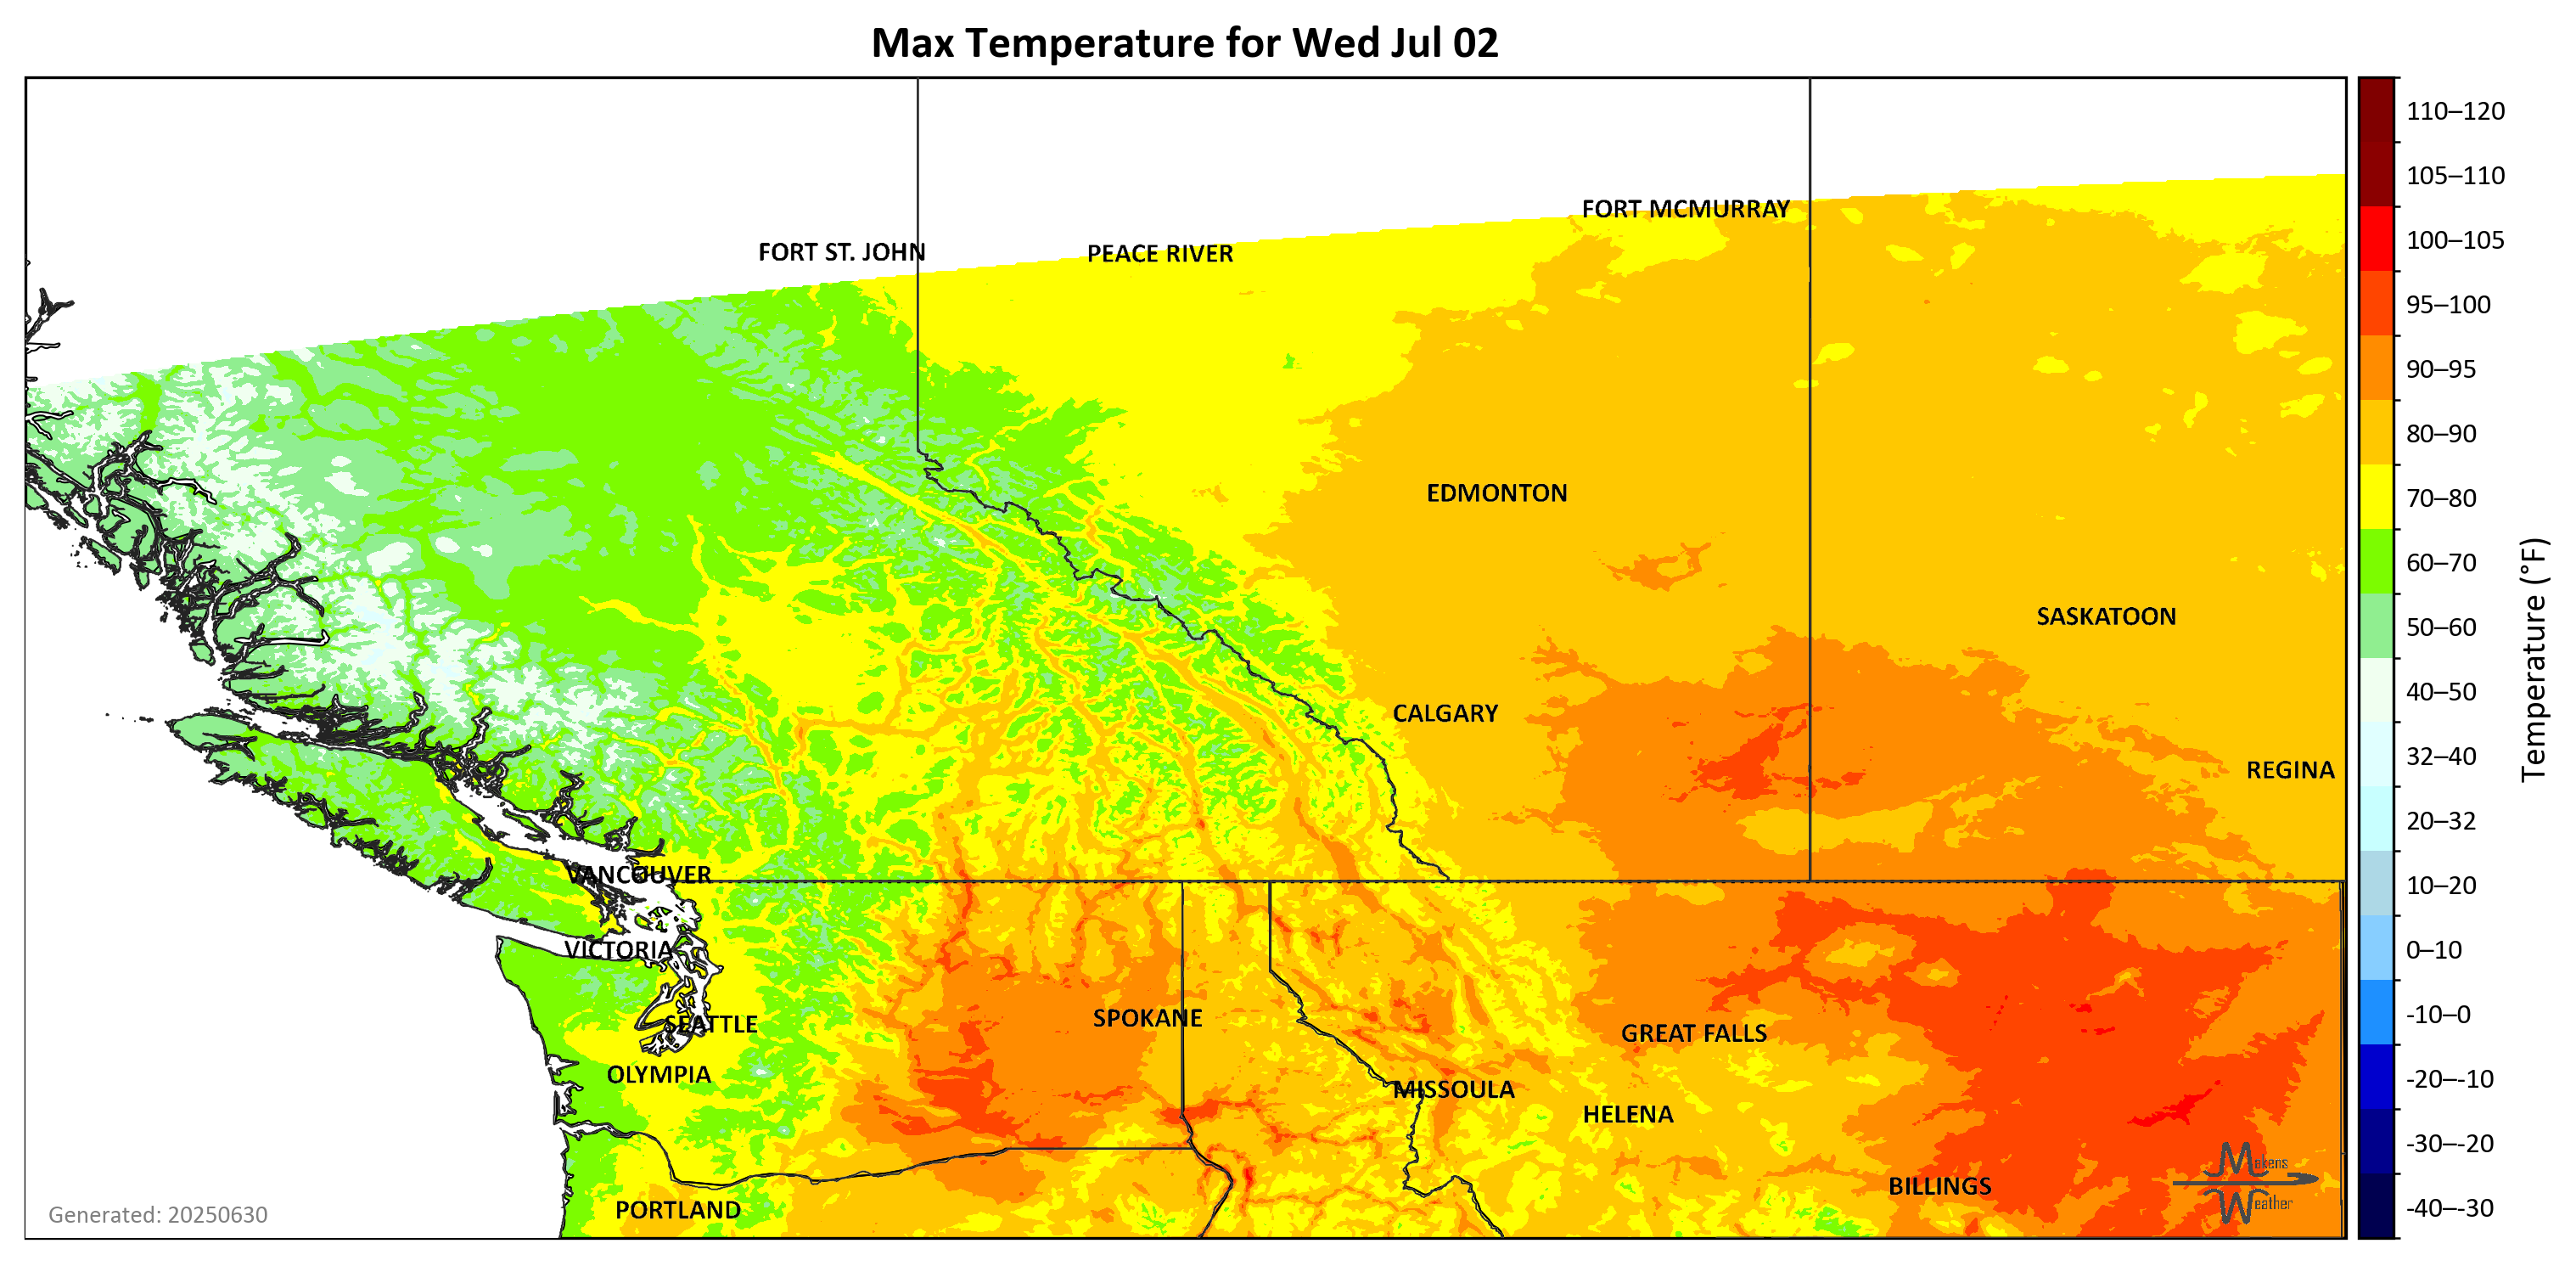 Max Temperature for Wed Jul 02
110–120
105–110
FORT MCMURRAY
100–105
FORT ST. JOHN
PEACE RIVER
95–100
90–95
80–90
EDMONTON
70–80
60–70
SASKATOON
50–60
40–50
CALGARY
32–40
REGINA
Temperature (°F)
20–32
VANCOUVER
10–20
VICTORIA
0–10
SEATTLE
SPOKANE
GREAT FALLS
-10–0
OLYMPIA
MISSOULA
-20–-10
HELENA
-30–-20
Makens
Weather
BILLINGS
PORTLAND
-40–-30
Generated: 20250630